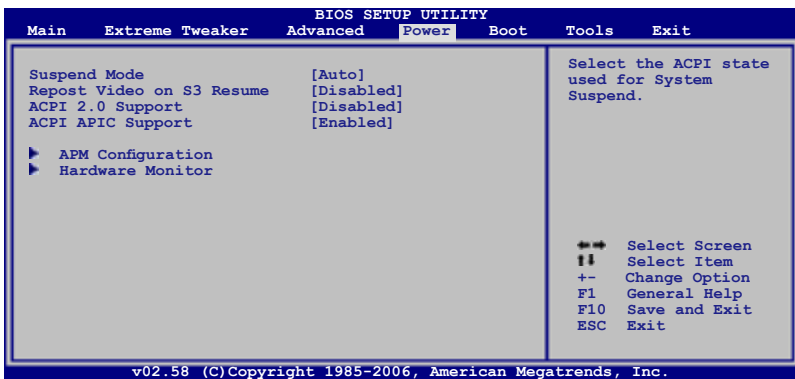 BIOS SETUP UTILITY
Main Extreme Tweaker Advanced Power Boot Tools Exit
Suspend Mode [Auto]
Repost Video on S3 Resume [Disabled]
ACPI 2.0 Support [Disabled]
ACPI APIC Support [Enabled]
APM Configuration
Hardware Monitor
Select the ACPI state
used for System
Suspend.
Select Screen
Select Item
+- Change Option
F1 General Help
F10 Save and Exit
ESC Exit
v02.58 (C)Copyright 1985-2006, American Megatrends, Inc.